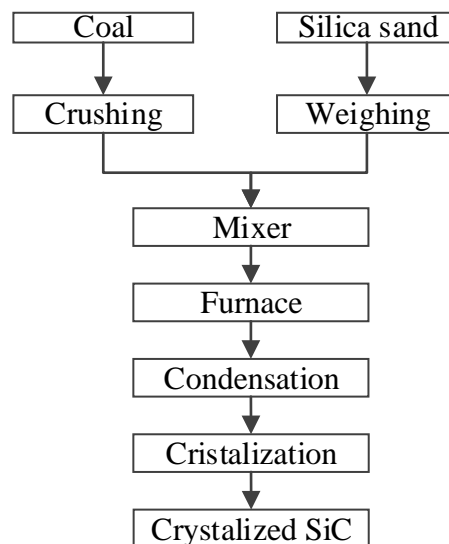 Coal
Silica sand
Crushing
Weighing
Mixer
Furnace
Condensation
Cristalization
Crystalized SiC